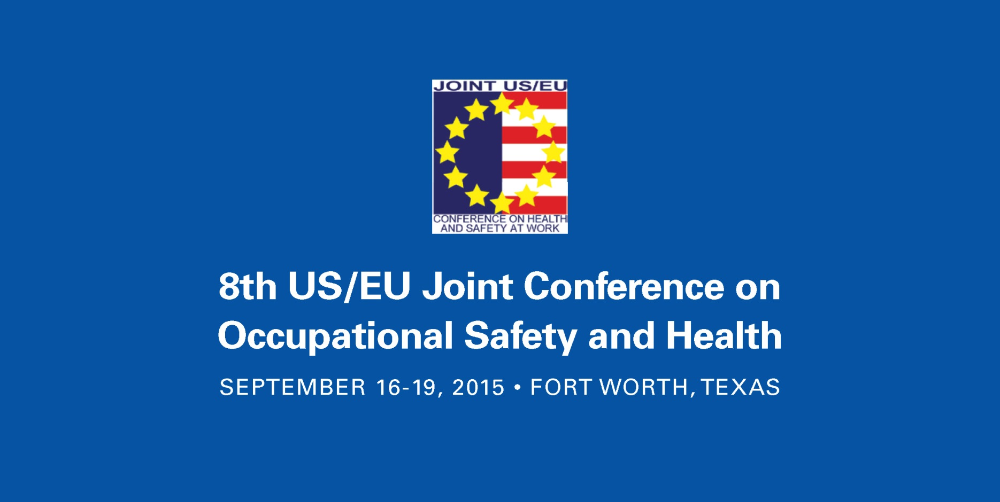 JOINT US/EU
CONFERENCE ON HEALTH
AND SAFETY AT WORK
8th US/EU Joint Conference on
Occupational Safety and Health
SEPTEMBER 16-19, 2015 • FORT WORTH, TEXAS